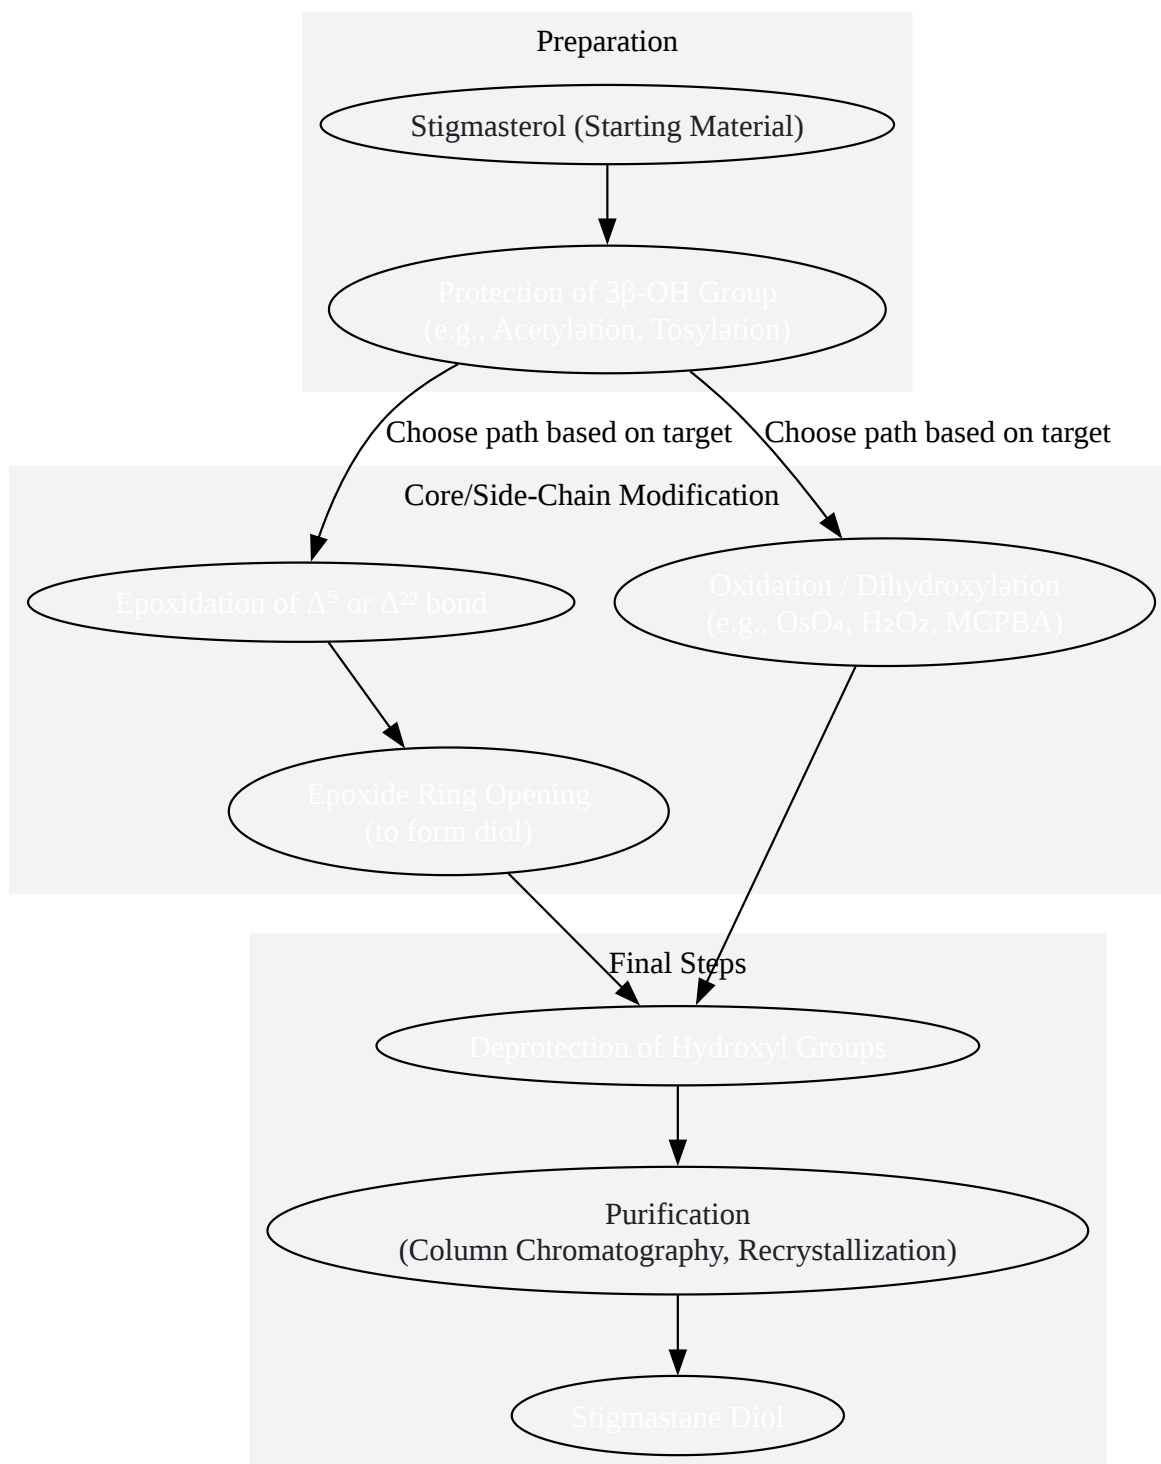 Preparation
Stigmasterol (Starting Material)
Protection of 3β-OH Group
(e.g., Acetylation, Tosylation)
Choose path based on target
Choose path based on target
Core/Side-Chain Modification
Epoxidation of Δ⁵ or Δ²² bond
Oxidation / Dihydroxylation
(e.g., OsO₄, H₂O₂, MCPBA)
Epoxide Ring Opening
(to form diol)
Final Steps
Deprotection of Hydroxyl Groups
Purification
(Column Chromatography, Recrystallization)
Stigmastane Diol